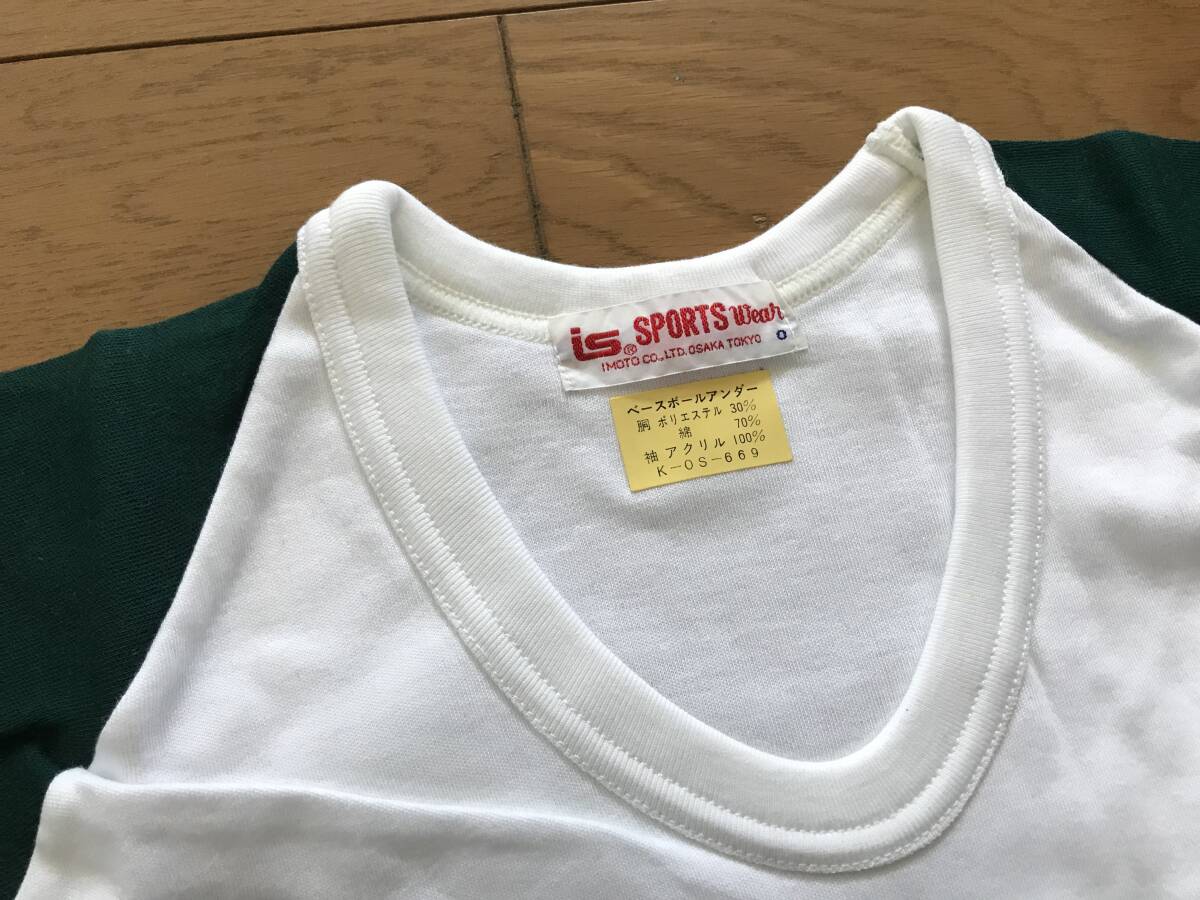 is® SPORTS Wear
IMOTO CO.,LTD. OSAKA TOKYO
O
ベースボールアンダー
胴 ポリエステル 30%
綿 70%
袖 アクリル 100%
K-OS-669